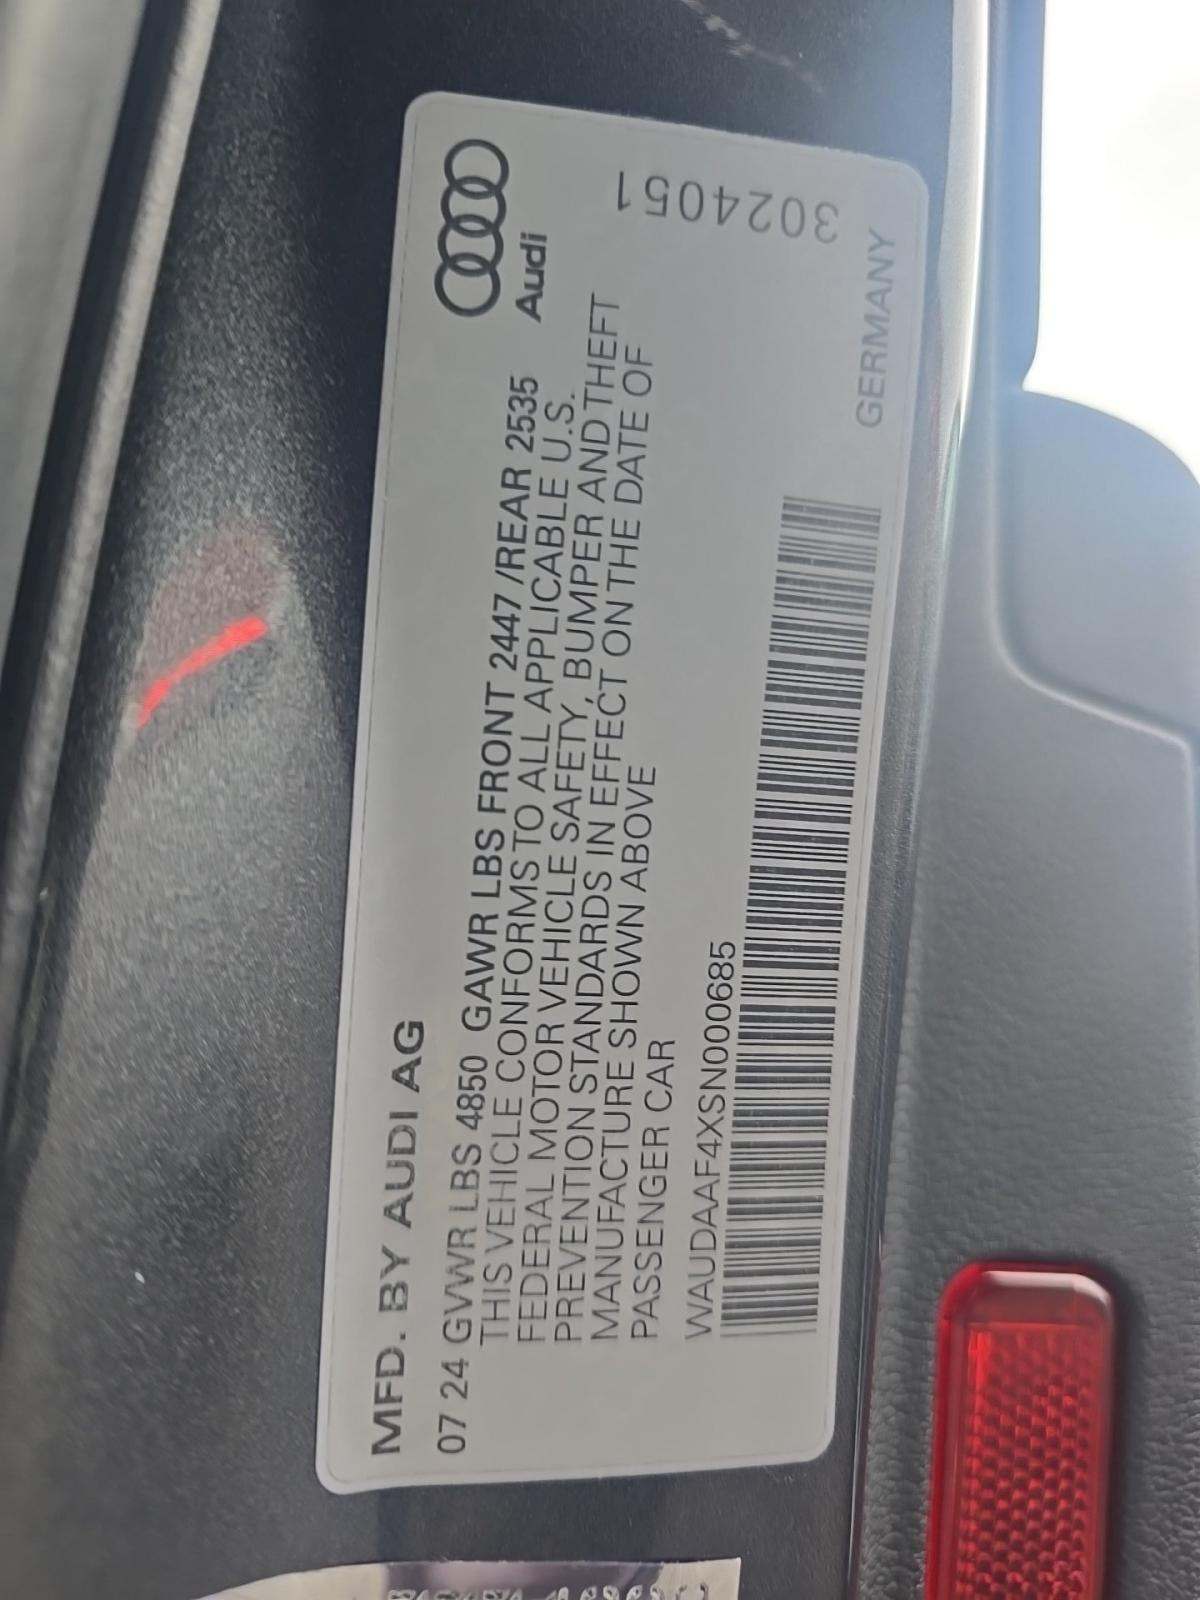 MFD. BY AUDI AG
07 24 GVWR LBS 4850 GAWR LBS FRONT 2447 /REAR 2535
THIS VEHICLE CONFORMS TO ALL APPLICABLE U.S.
FEDERAL MOTOR VEHICLE SAFETY, BUMPER AND THEFT
PREVENTION STANDARDS IN EFFECT ON THE DATE OF
MANUFACTURE SHOWN ABOVE
PASSENGER CAR
WAUDAAF4XSN000685
Audi
3024051
GERMANY